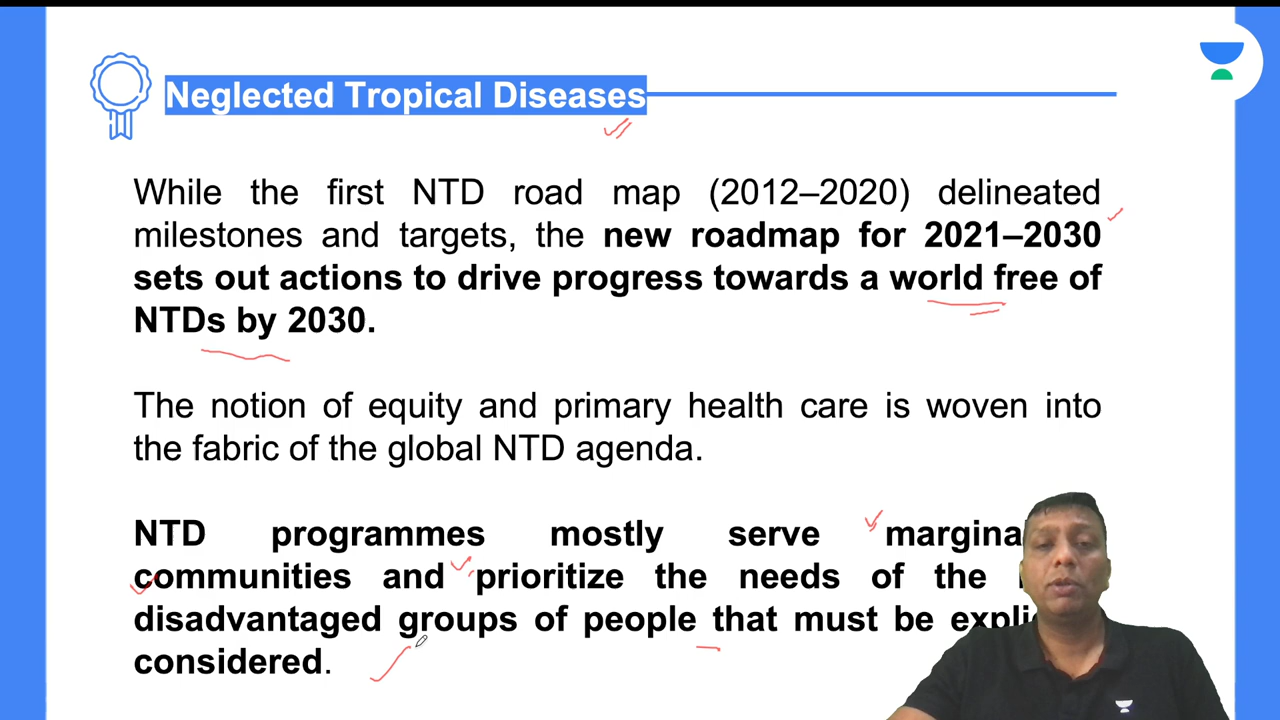 Neglected Tropical Diseases
While the first NTD road map (2012–2020) delineated
milestones and targets, the new roadmap for 2021–2030
sets out actions to drive progress towards a world free of
NTDs by 2030.
The notion of equity and primary health care is woven into
the fabric of the global NTD agenda.
NTD programmes mostly serve
communities and prioritize the needs of the
disadvantaged groups of people that must be
considered.